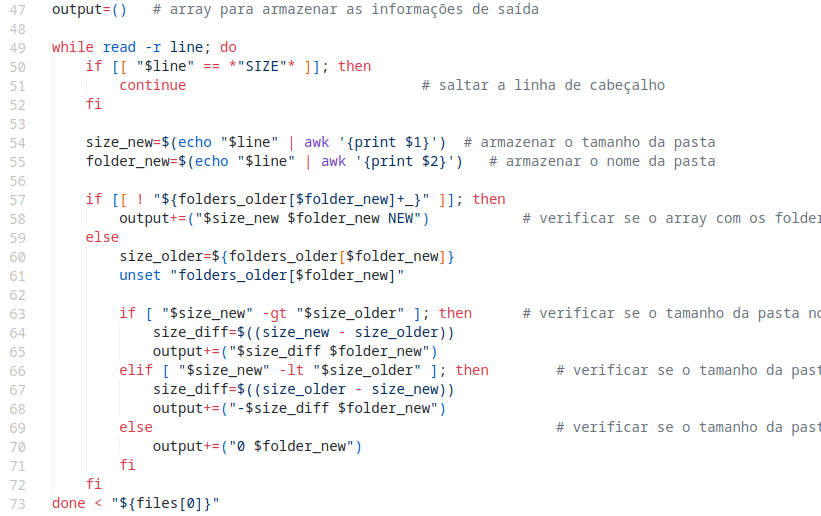 47 output=() # array para armazenar as informações de saída
48
49 while read -r line; do
50 if [[ "$line" == *"SIZE"* ]]; then
51 continue # saltar a linha de cabeçalho
52 fi
53
54 size_new=$(echo "$line" | awk '{print $1}') # armazenar o tamanho da pasta
55 folder_new=$(echo "$line" | awk '{print $2}') # armazenar o nome da pasta
56
57 if [[ ! "${folders_older[$folder_new]+_}" ]]; then
58 output+=("$size_new $folder_new NEW") # verificar se o array com os folder
59 else
60 size_older=${folders_older[$folder_new]}
61 unset "folders_older[$folder_new]"
62
63 if [ "$size_new" -gt "$size_older" ]; then # verificar se o tamanho da pasta no
64 size_diff=$((size_new - size_older))
65 output+=("$size_diff $folder_new")
66 elif [ "$size_new" -lt "$size_older" ]; then # verificar se o tamanho da past
67 size_diff=$((size_older - size_new))
68 output+=("-$size_diff $folder_new")
69 else # verificar se o tamanho da past
70 output+=("0 $folder_new")
71 fi
72 fi
73 done < "${files[0]}"